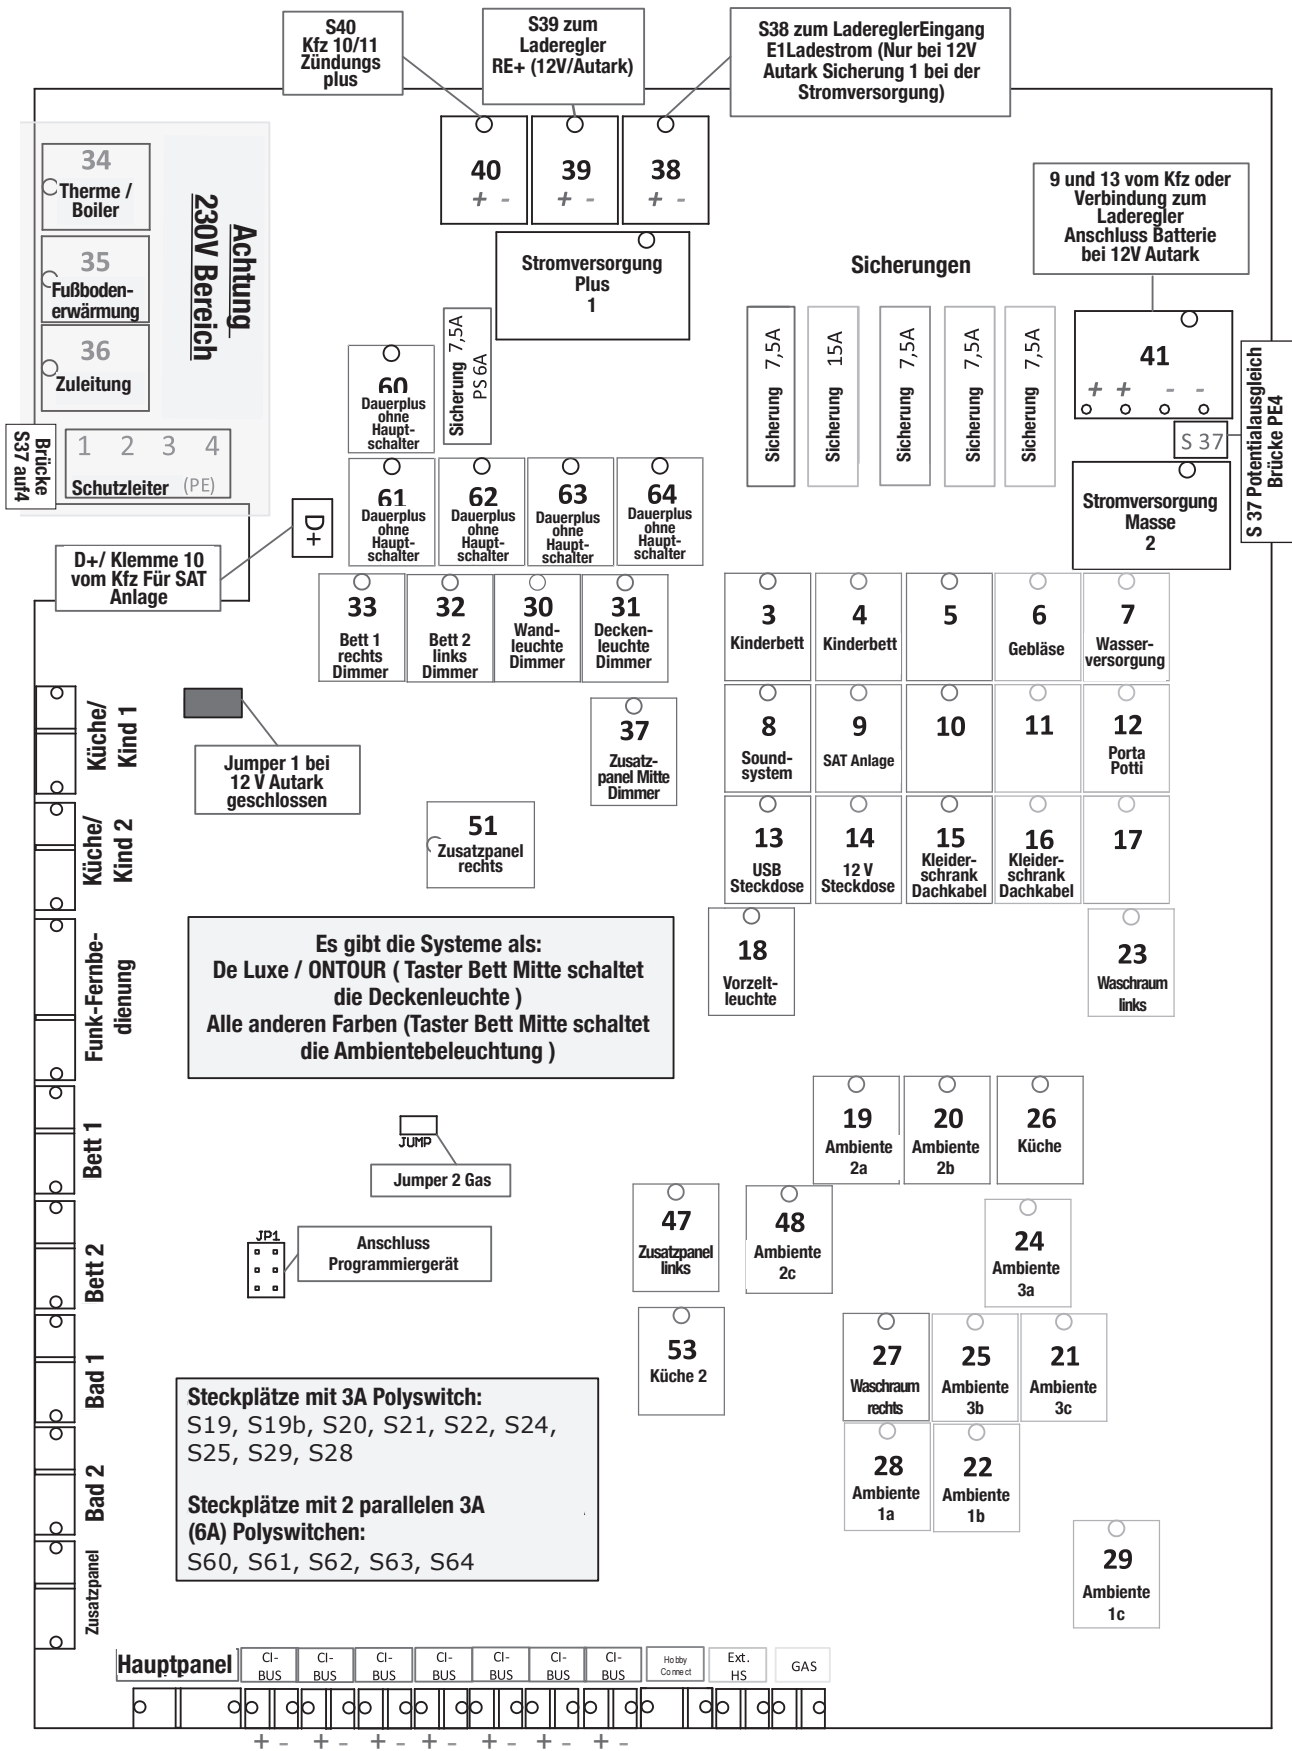 S40
Kfz 10/11
Zündungs
plus
S39 zum
Laderegler
RE+ (12V/Autark)
S38 zum LadereglerEingang
E1Ladestrom (Nur bei 12V
Autark Sicherung 1 bei der
Stromversorgung)
34
Therme /
Boiler
35
Fußboden-
erwärmung
36
Zuleitung
Achtung
230V Bereich
1 2 3 4
Schutzleiter (PE)
Brücke
S37 auf4
40
+ -
39
+ -
38
+ -
Stromversorgung
Plus
1
9 und 13 vom Kfz oder
Verbindung zum
Laderegler
Anschluss Batterie
bei 12V Autark
Sicherungen
Sicherung 7,5A
PS 6A
Sicherung 7,5A
Sicherung 15A
Sicherung 7,5A
Sicherung 7,5A
Sicherung 7,5A
41
+ + - -
S 37
S 37 Potentialausgleich
Brücke PE4
Stromversorgung
Masse
2
60
Dauerplus
ohne
Haupt-
schalter
61
Dauerplus
ohne
Haupt-
schalter
62
Dauerplus
ohne
Haupt-
schalter
63
Dauerplus
ohne
Haupt-
schalter
64
Dauerplus
ohne
Haupt-
schalter
D+
D+/ Klemme 10
vom Kfz Für SAT
Anlage
33
Bett 1
rechts
Dimmer
32
Bett 2
links
Dimmer
30
Wand-
leuchte
Dimmer
31
Decken-
leuchte
Dimmer
3
Kinderbett
4
Kinderbett
5
6
Gebläse
7
Wasser-
versorgung
Küche/
Kind 1
Jumper 1 bei
12 V Autark
geschlossen
37
Zusatz-
panel Mitte
Dimmer
8
Sound-
system
9
SAT Anlage
10
11
12
Porta
Potti
Küche/
Kind 2
51
Zusatzpanel
rechts
13
USB
Steckdose
14
12 V
Steckdose
15
Kleider-
schrank
Dachkabel
16
Kleider-
schrank
Dachkabel
17
Funk-Fernbe-
dienung
Es gibt die Systeme als:
De Luxe / ONTOUR ( Taster Bett Mitte schaltet
die Deckenleuchte )
Alle anderen Farben (Taster Bett Mitte schaltet
die Ambientebeleuchtung )
18
Vorzelt-
leuchte
23
Waschraum
links
Bett 1
JUMP
Jumper 2 Gas
19
Ambiente
2a
20
Ambiente
2b
26
Küche
Bett 2
JP1
Anschluss
Programmiergerät
47
Zusatzpanel
links
48
Ambiente
2c
24
Ambiente
3a
Bad 1
53
Küche 2
27
Waschraum
rechts
25
Ambiente
3b
21
Ambiente
3c
Bad 2
Steckplätze mit 3A Polyswitch:
S19, S19b, S20, S21, S22, S24,
S25, S29, S28
Steckplätze mit 2 parallelen 3A
(6A) Polyswitchen:
S60, S61, S62, S63, S64
28
Ambiente
1a
22
Ambiente
1b
29
Ambiente
1c
Zusatzpanel
Hauptpanel
CI-
BUS
CI-
BUS
CI-
BUS
CI-
BUS
CI-
BUS
CI-
BUS
CI-
BUS
Hobby
Connect
Ext.
HS
GAS
+ - + - + - + - + - + - + -